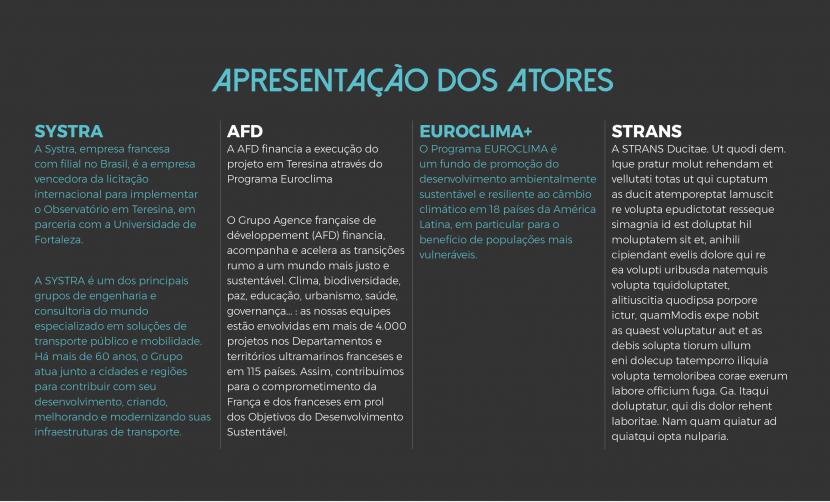 APRESENTAÇÃO DOS ATORES
SYSTRA
A Systra, empresa francesa
com filial no Brasil, é a empresa
vencedora da licitação
internacional para implementar
o Observatório em Teresina, em
parceria com a Universidade de
Fortaleza.
A SYSTRA é um dos principais
grupos de engenharia e
consultoria do mundo
especializado em soluções de
transporte público e mobilidade.
Há mais de 60 anos, o Grupo
atua junto a cidades e regiões
para contribuir com seu
desenvolvimento, criando,
melhorando e modernizando suas
infraestruturas de transporte.
AFD
A AFD financia a execução do
projeto em Teresina através do
Programa Euroclima
O Grupo Agence française de
développement (AFD) financia,
acompanha e acelera as transições
rumo a um mundo mais justo e
sustentável. Clima, biodiversidade,
paz, educação, urbanismo, saúde,
governança... : as nossas equipes
estão envolvidas em mais de 4.000
projetos nos Departamentos e
territórios ultramarinos franceses e
em 115 países. Assim, contribuímos
para o comprometimento da
França e dos franceses em prol
dos Objetivos do Desenvolvimento
Sustentável.
EUROCLIMA+
O Programa EUROCLIMA é
um fundo de promoção do
desenvolvimento ambientalmente
sustentável e resiliente ao câmbio
climático em 18 países da América
Latina, em particular para o
benefício de populações mais
vulneráveis.
STRANS
A STRANS Ducitae. Ut quodi dem.
Ique pratur molut rehendam et
vellutati totas ut qui cuptatum
as ducit atemporeptat lamuscit
re volupta epudictotat resseque
simagnia id est doluptat hil
moluptatem sit et, anihili
cipiendant evelis dolore qui re
ea volupti uribusda natemquis
volupta tquidoluptatet,
alitiuscitia quodipsa porpore
ictur, quamModis expe nobit
as quaest voluptatur aut et as
debis solupta tiorum ullum
eni dolecup tatemporro iliquia
volupta temoloribea corae exerum
labore officium fuga. Ga. Itaqui
doluptatur, qui dis dolor rehent
laboritae. Nam quam quiatur ad
quiatqui opta nulparia.